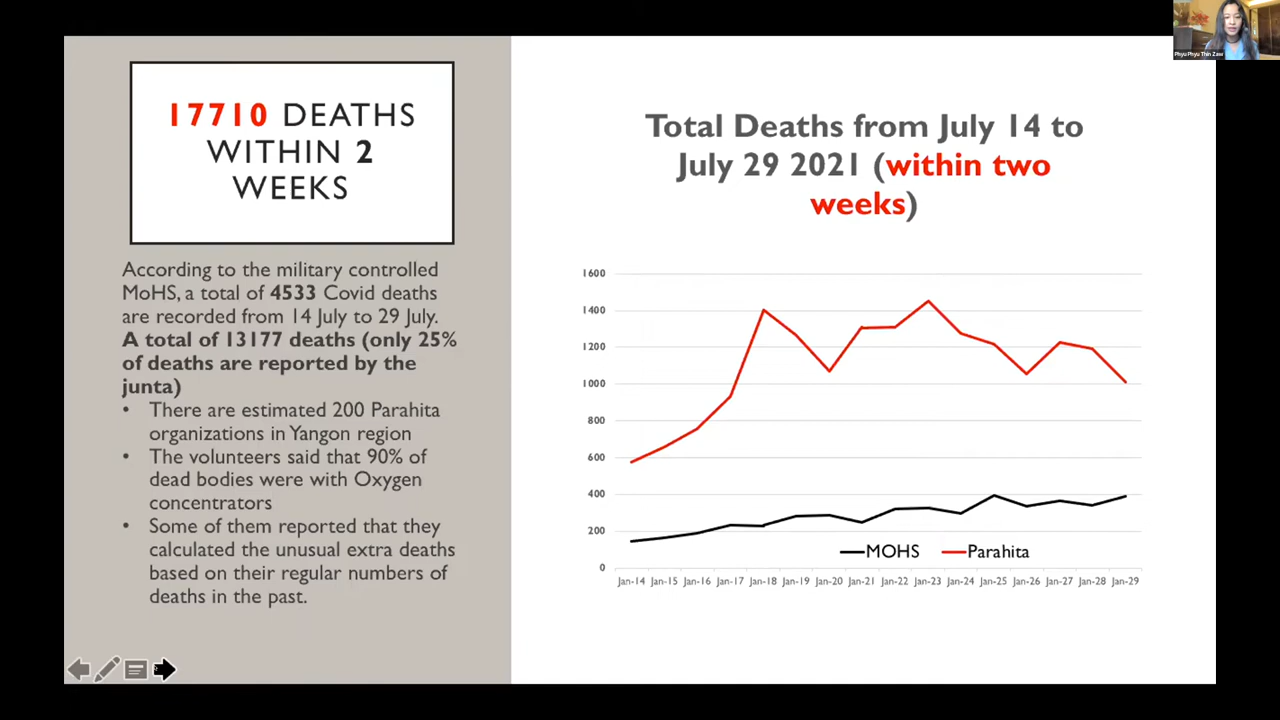 Phyu Phyu Thin Zaw
17710 DEATHS
WITHIN 2
WEEKS
According to the military controlled
MoHS, a total of 4533 Covid deaths
are recorded from 14 July to 29 July.
A total of 13177 deaths (only 25%
of deaths are reported by the
junta)
• There are estimated 200 Parahita
organizations in Yangon region
• The volunteers said that 90% of
dead bodies were with Oxygen
concentrators
• Some of them reported that they
calculated the unusual extra deaths
based on their regular numbers of
deaths in the past.
Total Deaths from July 14 to
July 29 2021 (within two
weeks)
1600
1400
1200
1000
800
600
400
200
0
MOHS Parahita
Jan-14 Jan-15 Jan-16 Jan-17 Jan-18 Jan-19 Jan-20 Jan-21 Jan-22 Jan-23 Jan-24 Jan-25 Jan-26 Jan-27 Jan-28 Jan-29